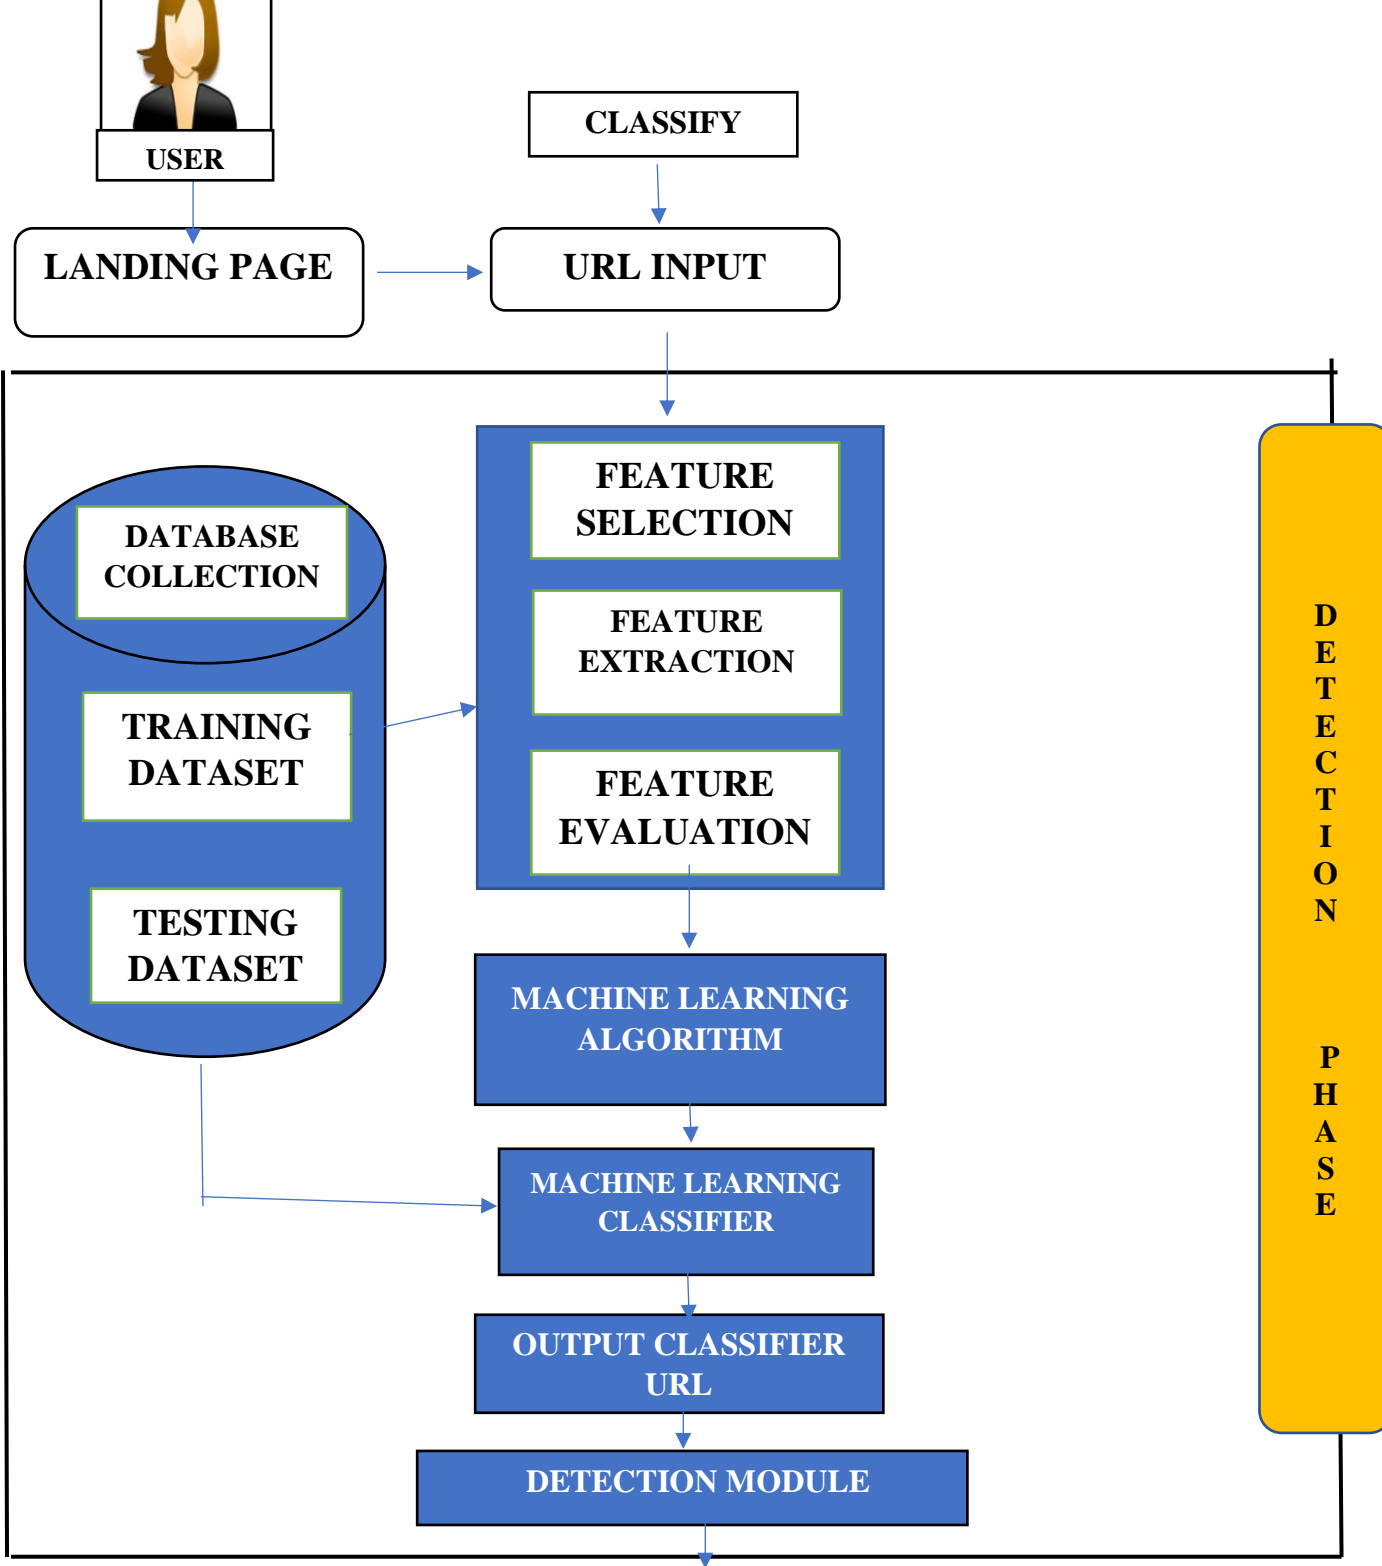 USER
CLASSIFY
LANDING PAGE
URL INPUT
DATABASE
COLLECTION
TRAINING
DATASET
TESTING
DATASET
FEATURE
SELECTION
FEATURE
EXTRACTION
FEATURE
EVALUATION
MACHINE LEARNING
ALGORITHM
MACHINE LEARNING
CLASSIFIER
OUTPUT CLASSIFIER
URL
DETECTION MODULE
D
E
T
E
C
T
I
O
N
P
H
A
S
E